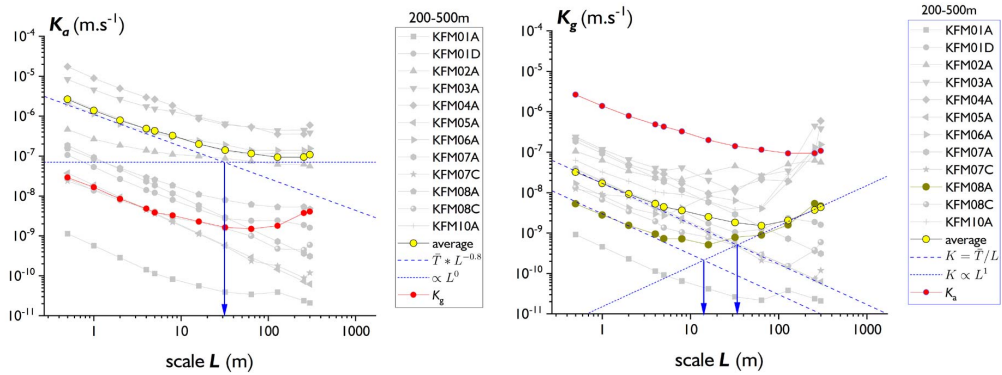 K_a (m.s⁻¹)
10⁻⁴
10⁻⁵
10⁻⁶
10⁻⁷
10⁻⁸
10⁻⁹
10⁻¹⁰
10⁻¹¹
1 10 100 1000
scale L (m)
200-500m
KFM01A
KFM01D
KFM02A
KFM03A
KFM04A
KFM05A
KFM06A
KFM07A
KFM07C
KFM08A
KFM08C
KFM10A
average
T̄ * L^−0.8
∝ L⁰
K_g
K_g (m.s⁻¹)
10⁻⁴
10⁻⁵
10⁻⁶
10⁻⁷
10⁻⁸
10⁻⁹
10⁻¹⁰
10⁻¹¹
1 10 100 1000
scale L (m)
200-500m
KFM01A
KFM01D
KFM02A
KFM03A
KFM04A
KFM05A
KFM06A
KFM07A
KFM07C
KFM08A
KFM08C
KFM10A
average
K = T̄/L
K ∝ L¹
K_a